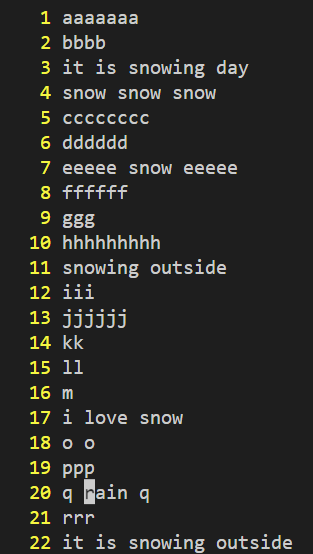 1 aaaaaaa
2 bbbb
3 it is snowing day
4 snow snow snow
5 cccccccc
6 dddddd
7 eeeee snow eeeee
8 ffffff
9 ggg
10 hhhhhhhhh
11 snowing outside
12 iii
13 jjjjjj
14 kk
15 ll
16 m
17 i love snow
18 o o
19 ppp
20 q rain q
21 rrr
22 it is snowing outside